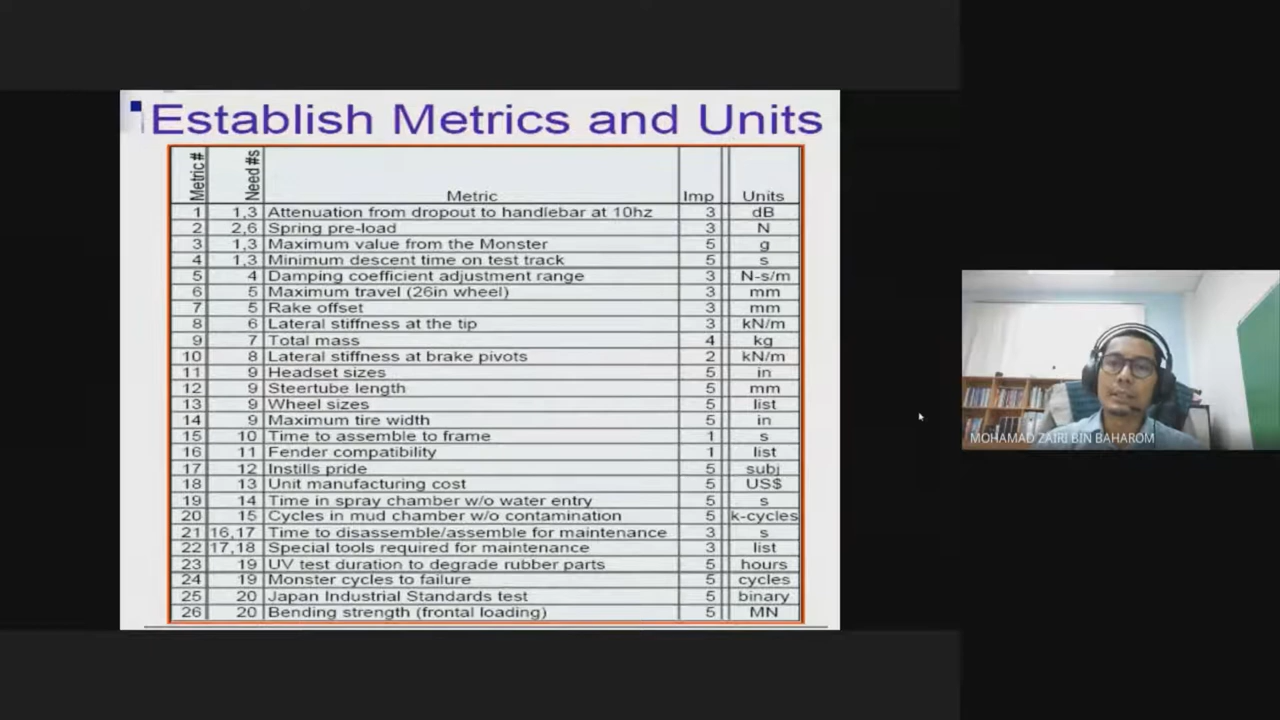 Establish Metrics and Units
Metric # Need #s Metric Imp Units
1 1,3 Attenuation from dropout to handlebar at 10hz 3 dB
2 2,6 Spring pre-load 3 N
3 1,3 Maximum value from the Monster 5 g
4 1,3 Minimum descent time on test track 5 s
5 4 Damping coefficient adjustment range 3 N-s/m
6 5 Maximum travel (26in wheel) 3 mm
7 5 Rake offset 3 mm
8 6 Lateral stiffness at the tip 3 kN/m
9 7 Total mass 4 kg
10 8 Lateral stiffness at brake pivots 2 kN/m
11 9 Headset sizes 5 in
12 9 Steertube length 5 mm
13 9 Wheel sizes 5 list
14 9 Maximum tire width 5 in
15 10 Time to assemble to frame 1 s
16 11 Fender compatibility 1 list
17 12 Instills pride 5 subj
18 13 Unit manufacturing cost 5 US$
19 14 Time in spray chamber w/o water entry 5 s
20 15 Cycles in mud chamber w/o contamination 5 k-cycles
21 16,17 Time to disassemble/assemble for maintenance 3 s
22 17,18 Special tools required for maintenance 3 list
23 19 UV test duration to degrade rubber parts 5 hours
24 19 Monster cycles to failure 5 cycles
25 20 Japan Industrial Standards test 5 binary
26 20 Bending strength (frontal loading) 5 MN
MOHAMAD ZAIRI BIN BAHAROM